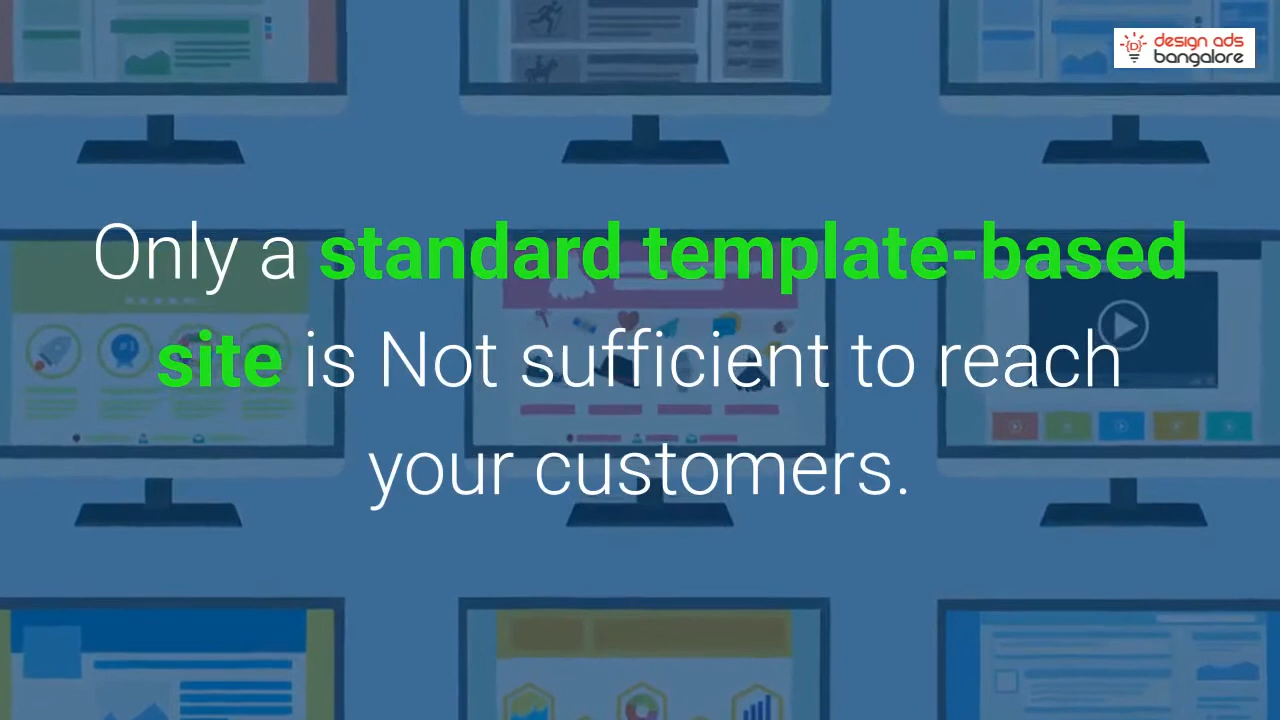 design ads
bangalore
Only a standard template-based
site is Not sufficient to reach
your customers.